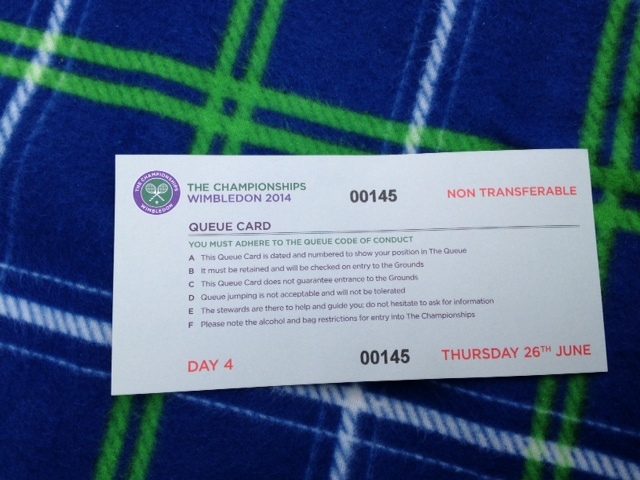 THE CHAMPIONSHIPS
WIMBLEDON
THE CHAMPIONSHIPS
WIMBLEDON 2014
00145
NON TRANSFERABLE
QUEUE CARD
YOU MUST ADHERE TO THE QUEUE CODE OF CONDUCT
A This Queue Card is dated and numbered to show your position in The Queue
B It must be retained and will be checked on entry to the Grounds
C This Queue Card does not guarantee entrance to the Grounds
D Queue jumping is not acceptable and will not be tolerated
E The stewards are there to help and guide you; do not hesitate to ask for information
F Please note the alcohol and bag restrictions for entry into The Championships
DAY 4
00145
THURSDAY 26TH JUNE